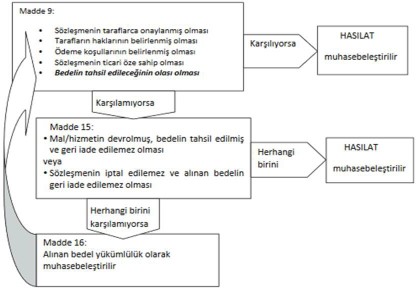 Madde 9:
• Sözleşmenin taraflarca onaylanmış olması
• Tarafların haklarının belirlenmiş olması
• Ödeme koşullarının belirlenmiş olması
• Sözleşmenin ticari öze sahip olması
• Bedelin tahsil edileceğinin olası olması
Karşılıyorsa
HASILAT
muhasebeleştirilir
Karşılamıyorsa
Madde 15:
• Mal/hizmetin devrolmuş, bedelin tahsil edilmiş
ve geri iade edilemez olması
veya
• Sözleşmenin iptal edilemez ve alınan bedelin
geri iade edilemez olması
Herhangi
birini
HASILAT
muhasebeleştirilir
Herhangi birini
karşılamıyorsa
Madde 16:
Alınan bedel yükümlülük olarak
muhasebeleştirilir